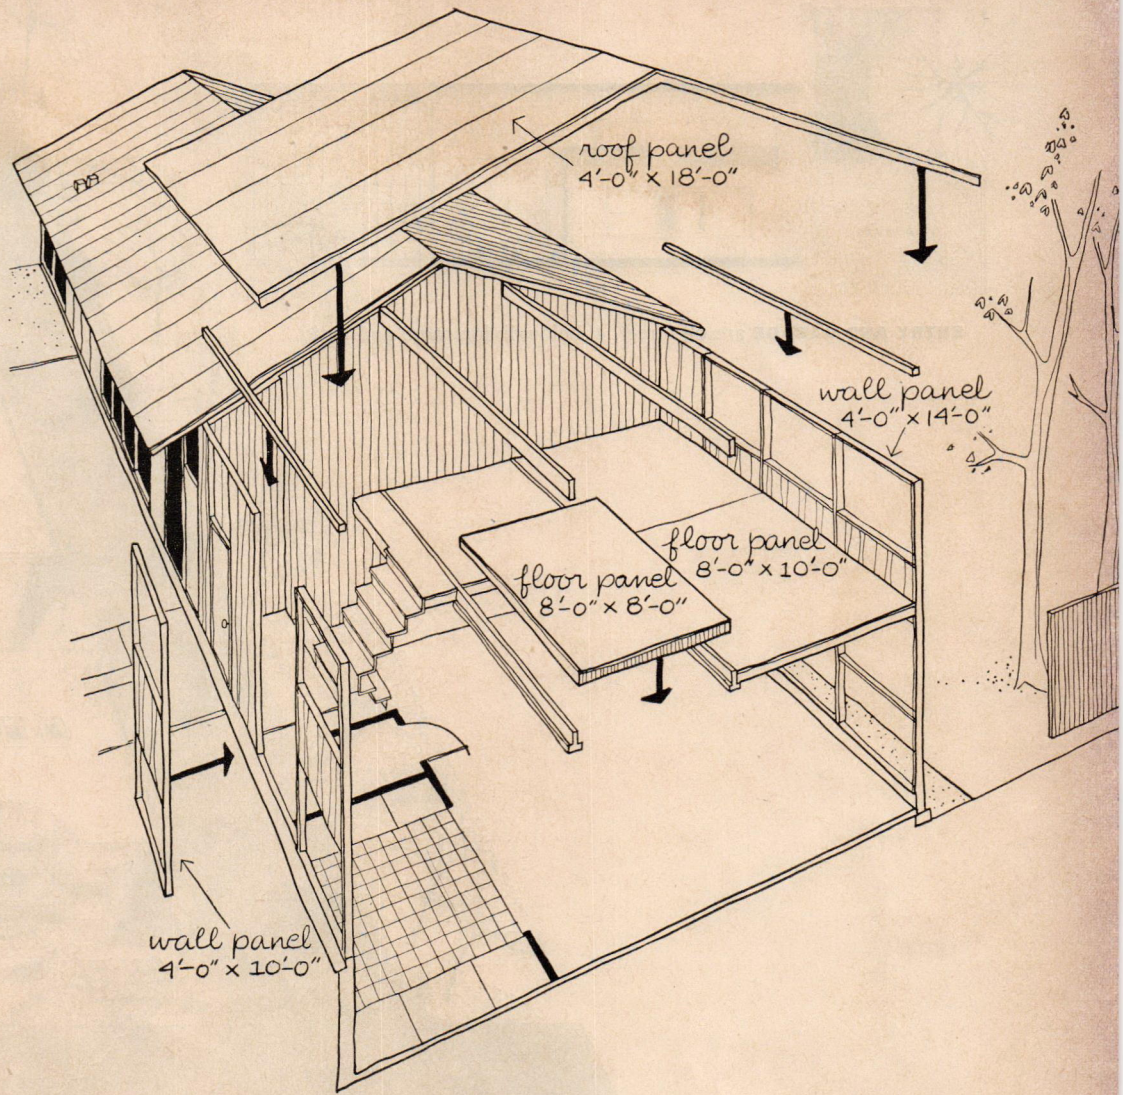 roof panel
4'-0" x 18'-0"
wall panel
4'-0" x 14'-0"
floor panel
8'-0" x 10'-0"
floor panel
8'-0" x 8'-0"
wall panel
4'-0" x 10'-0"